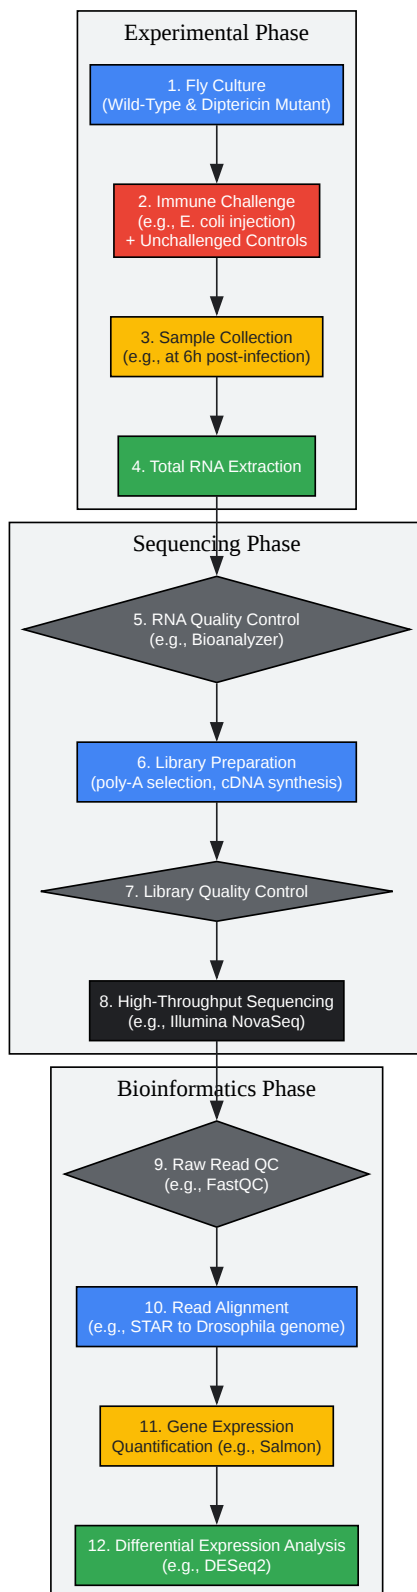 Experimental Phase
1. Fly Culture
(Wild-Type & Diptericin Mutant)
2. Immune Challenge
(e.g., E. coli injection)
+ Unchallenged Controls
3. Sample Collection
(e.g., at 6h post-infection)
4. Total RNA Extraction
Sequencing Phase
5. RNA Quality Control
(e.g., Bioanalyzer)
6. Library Preparation
(poly-A selection, cDNA synthesis)
7. Library Quality Control
8. High-Throughput Sequencing
(e.g., Illumina NovaSeq)
Bioinformatics Phase
9. Raw Read QC
(e.g., FastQC)
10. Read Alignment
(e.g., STAR to Drosophila genome)
11. Gene Expression
Quantification (e.g., Salmon)
12. Differential Expression Analysis
(e.g., DESeq2)